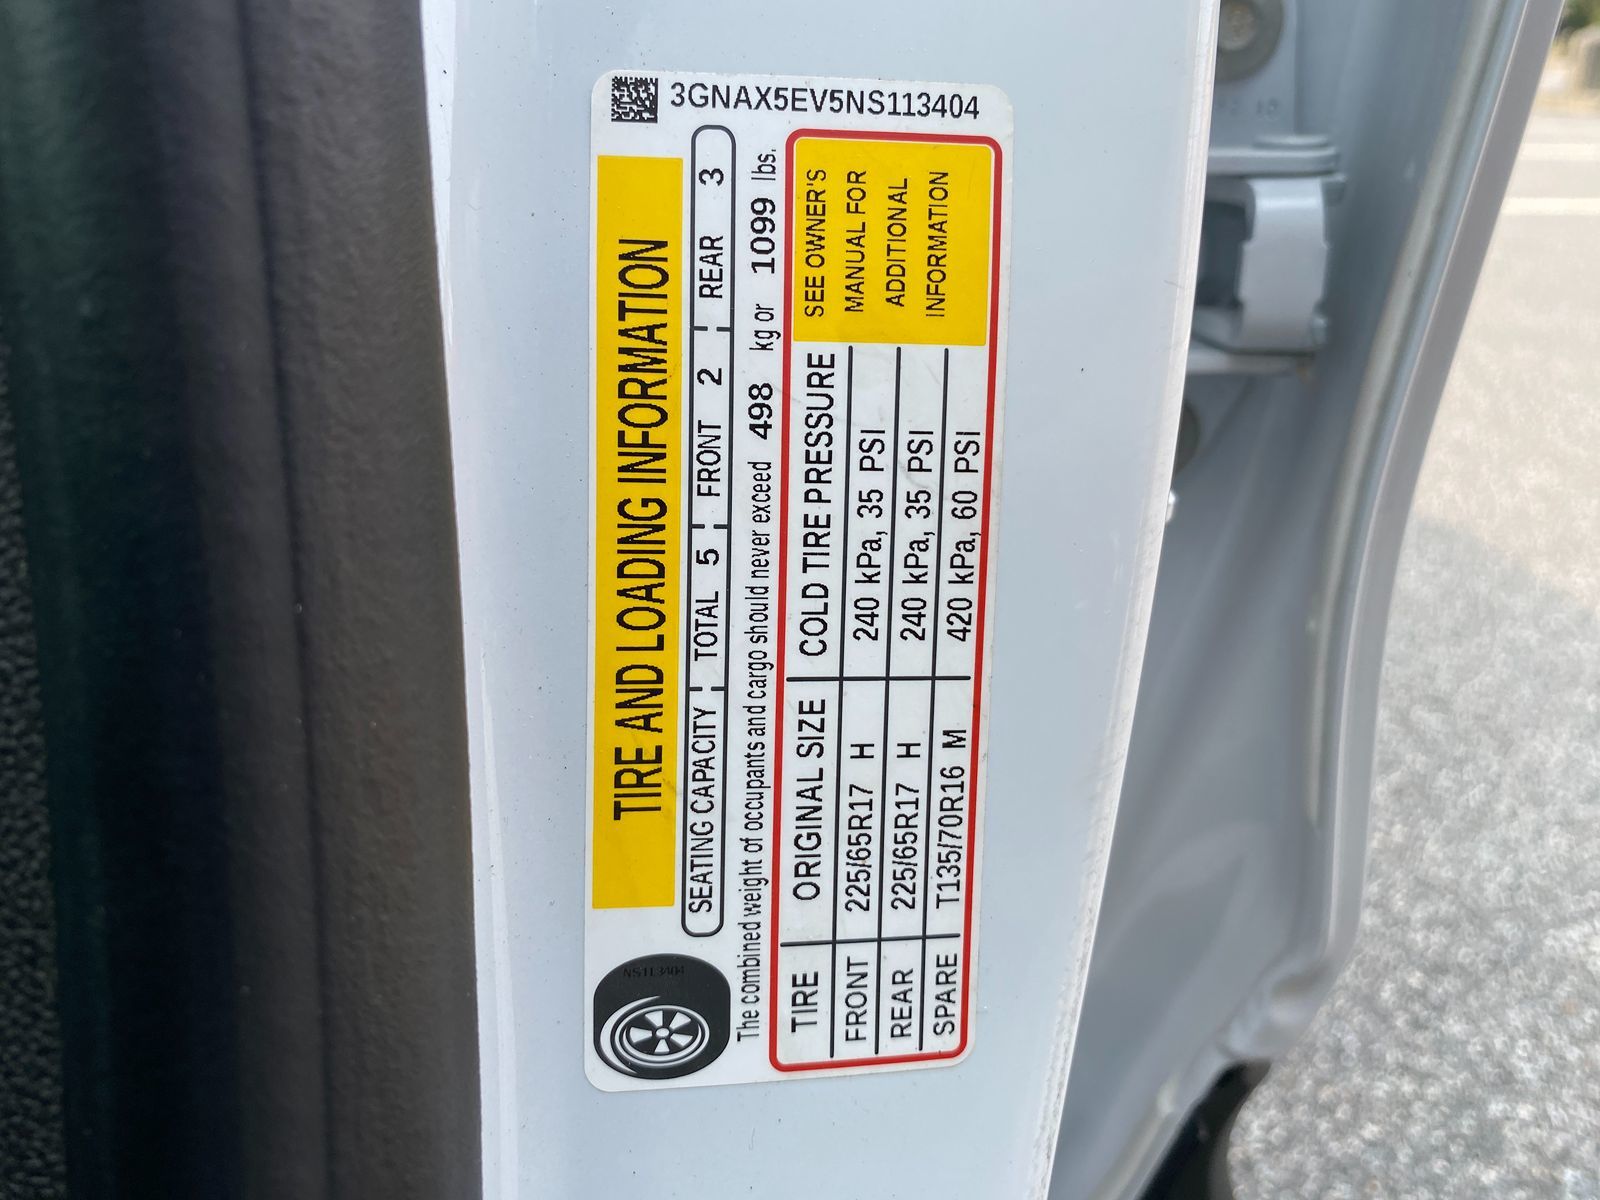 3GNAX5EV5NS113404
TIRE AND LOADING INFORMATION
NS113404
SEATING CAPACITY TOTAL 5 FRONT 2 REAR 3
The combined weight of occupants and cargo should never exceed 498 kg or 1099 lbs.
TIRE ORIGINAL SIZE COLD TIRE PRESSURE
FRONT 225/65R17 H 240 kPa, 35 PSI
REAR 225/65R17 H 240 kPa, 35 PSI
SPARE T135/70R16 M 420 kPa, 60 PSI
SEE OWNER'S
MANUAL FOR
ADDITIONAL
INFORMATION